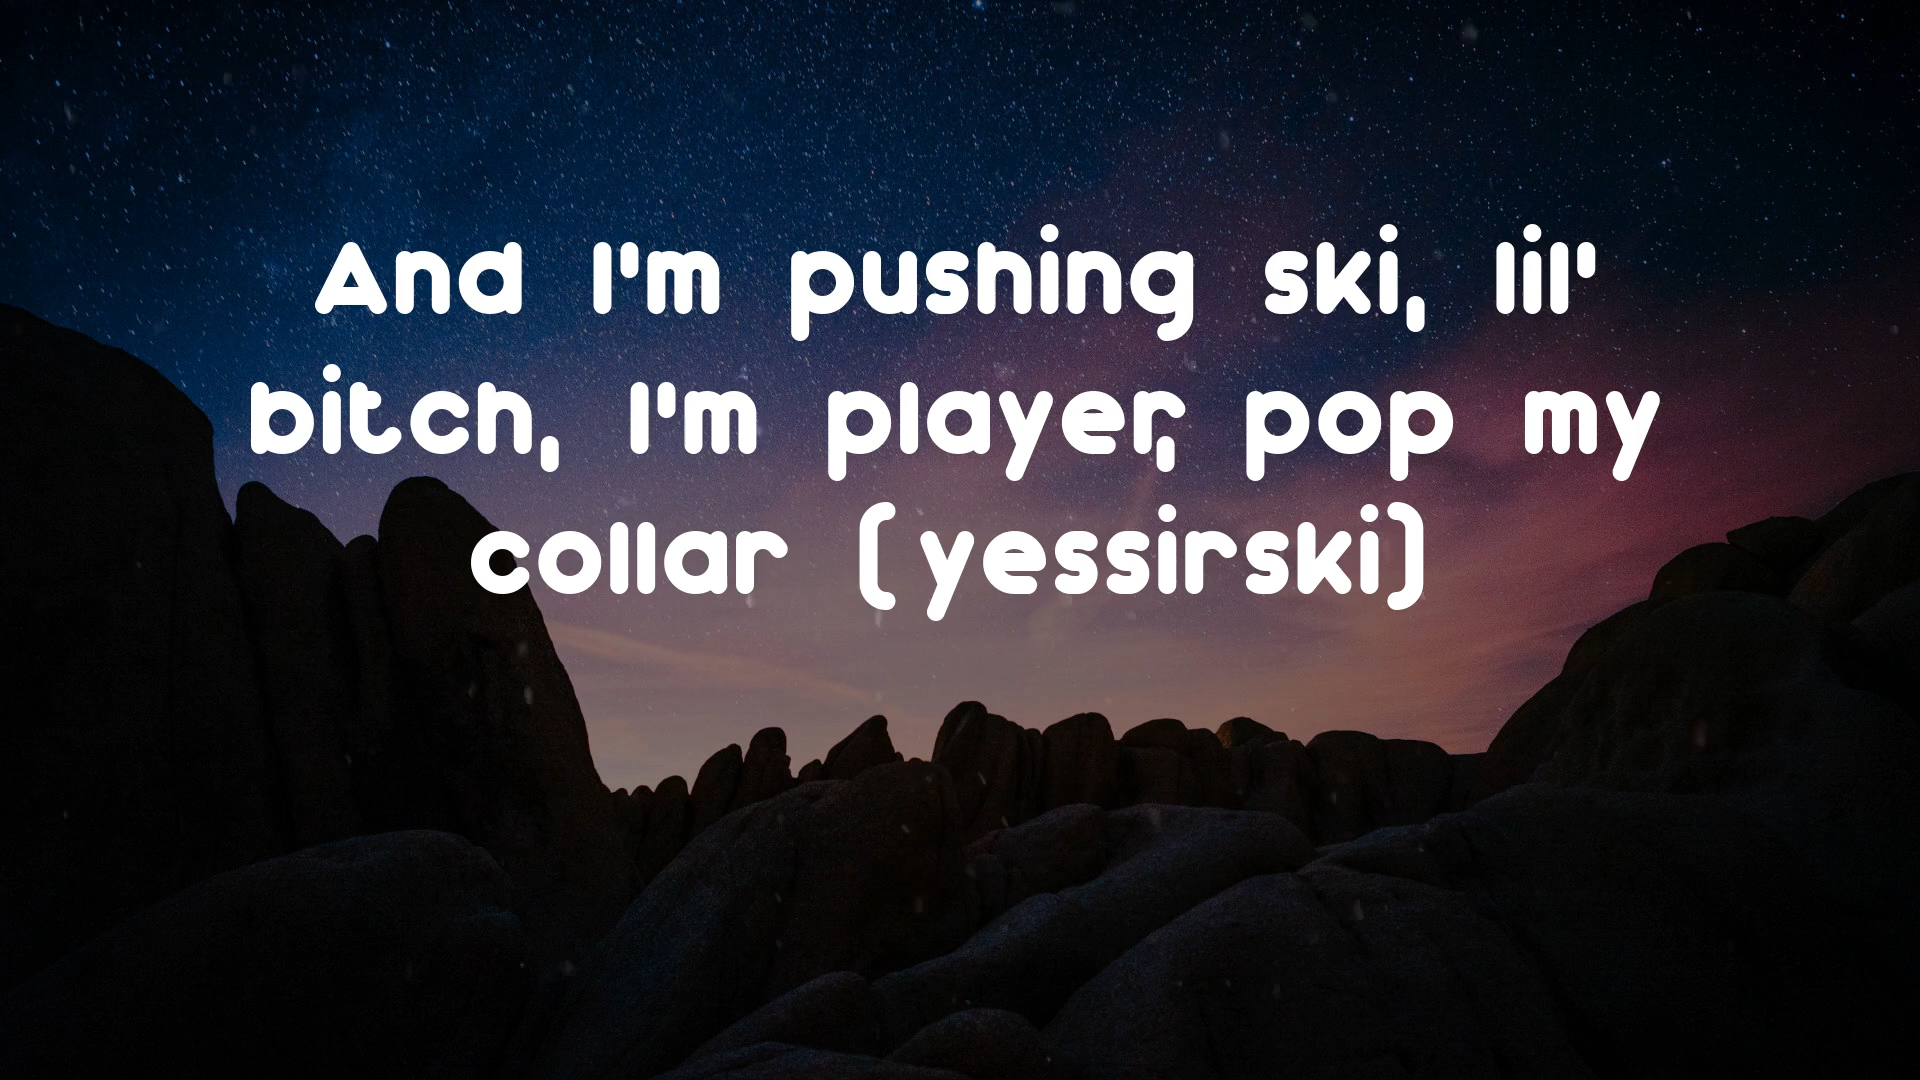 And I'm pushing ski, lil'
bitch, I'm player, pop my
collar (yessirski)